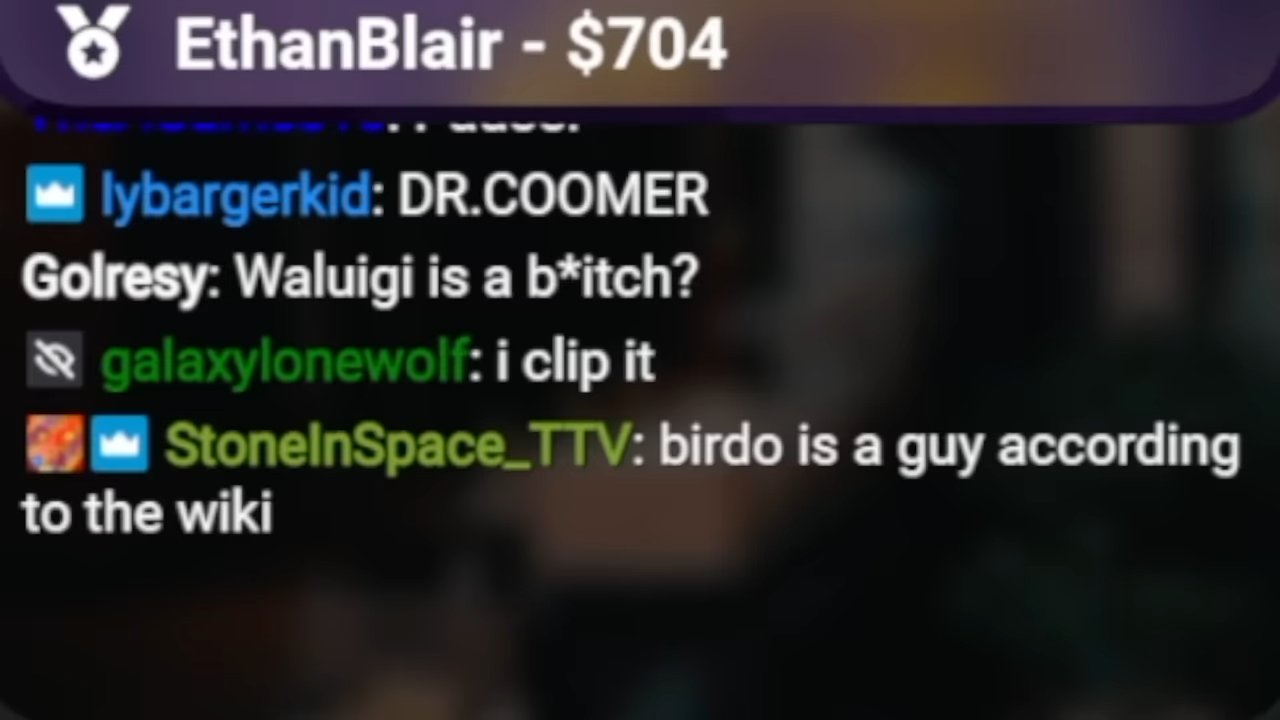 EthanBlair - $704
lybargerkid: DR.COOMER
Golresy: Waluigi is a b*itch?
galaxylonewolf: i clip it
StoneInSpace_TTV: birdo is a guy according
to the wiki